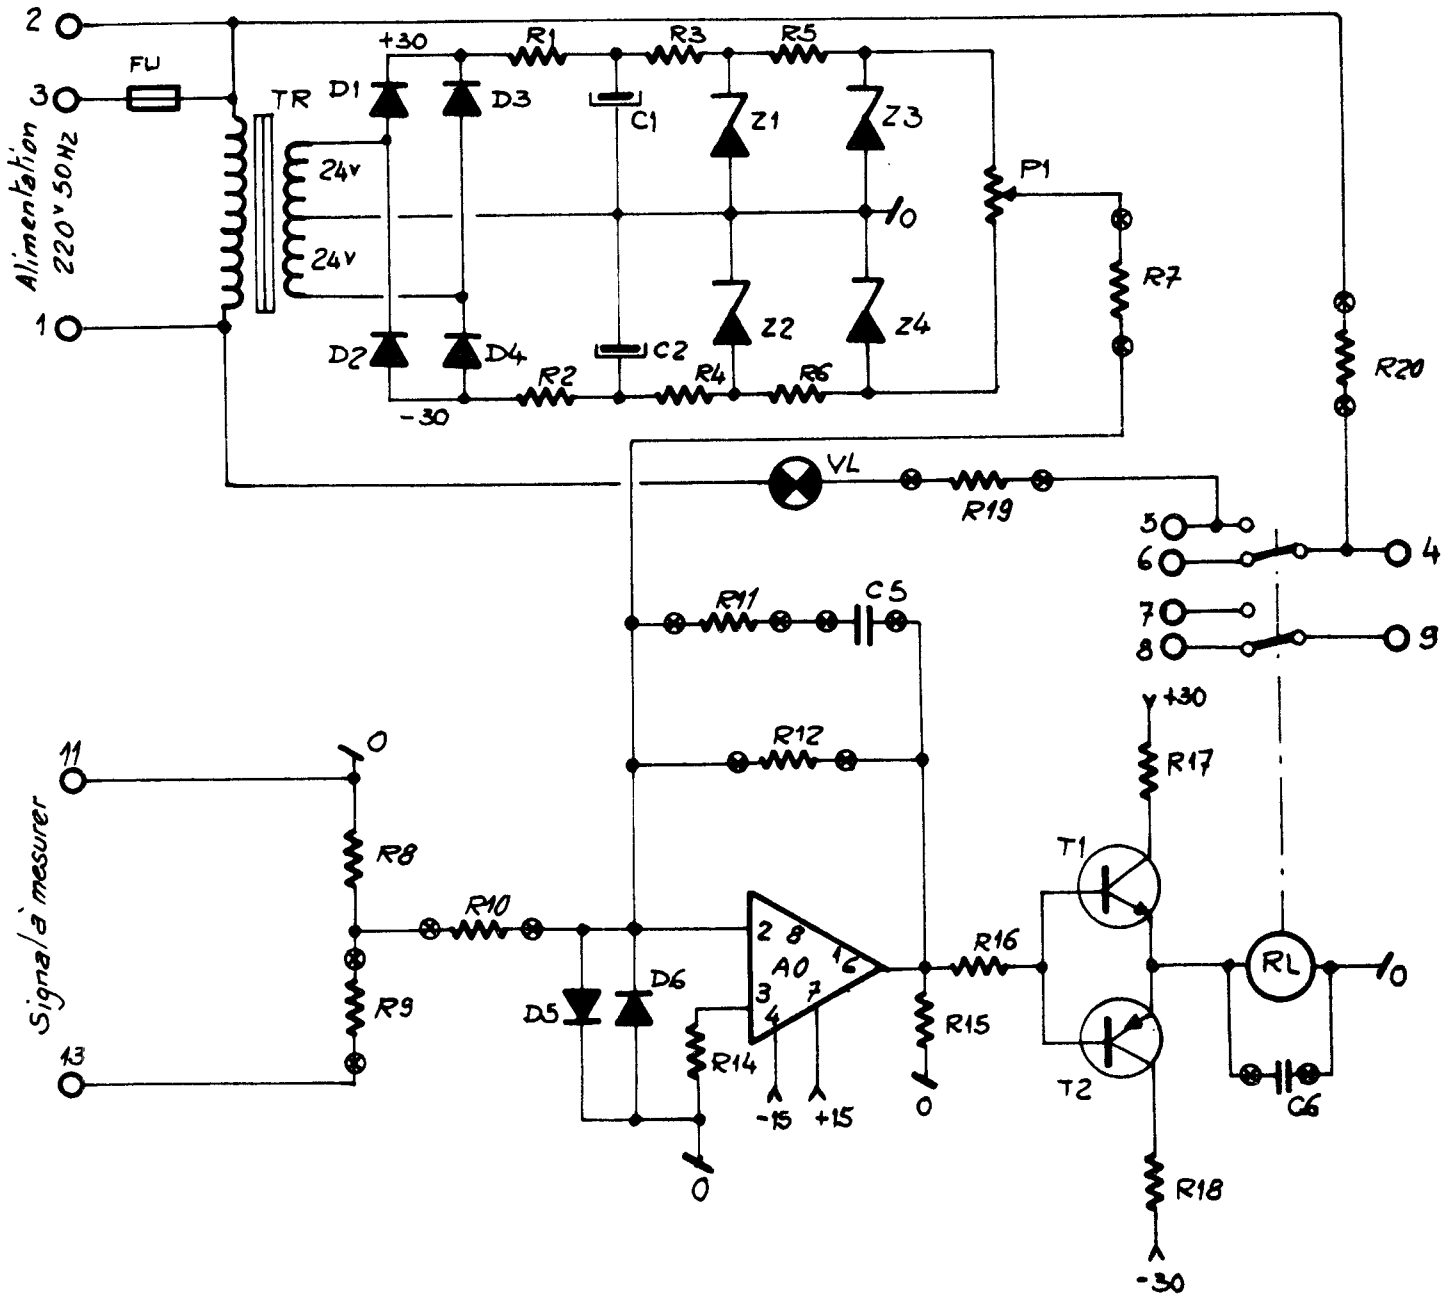 2
FU
3
TR
Alimentation
220v 50Hz
1
24v
24v
+30
D1
D3
R1
R3
R5
C1
Z1
Z3
P1
0
R7
D2
D4
C2
Z2
Z4
R2
R4
R6
-30
R20
VL
R19
5
6
4
7
8
9
R11
C5
R12
+30
R17
11
0
Signal à mesurer
R8
R10
R9
13
D5
D6
2
8
1
6
AO
3
7
4
R14
-15
+15
0
R15
0
R16
T1
T2
RL
0
C6
R18
-30